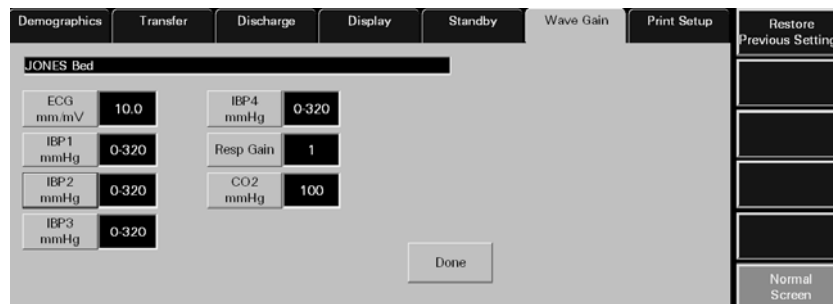 Demographics
Transfer
Discharge
Display
Standby
Wave Gain
Print Setup
Restore
Previous Setting
JONES Bed
ECG
mm/mV
10.0
IBP1
mmHg
0-320
IBP2
mmHg
0-320
IBP3
mmHg
0-320
IBP4
mmHg
0-320
Resp Gain
1
CO2
mmHg
100
Done
Normal
Screen